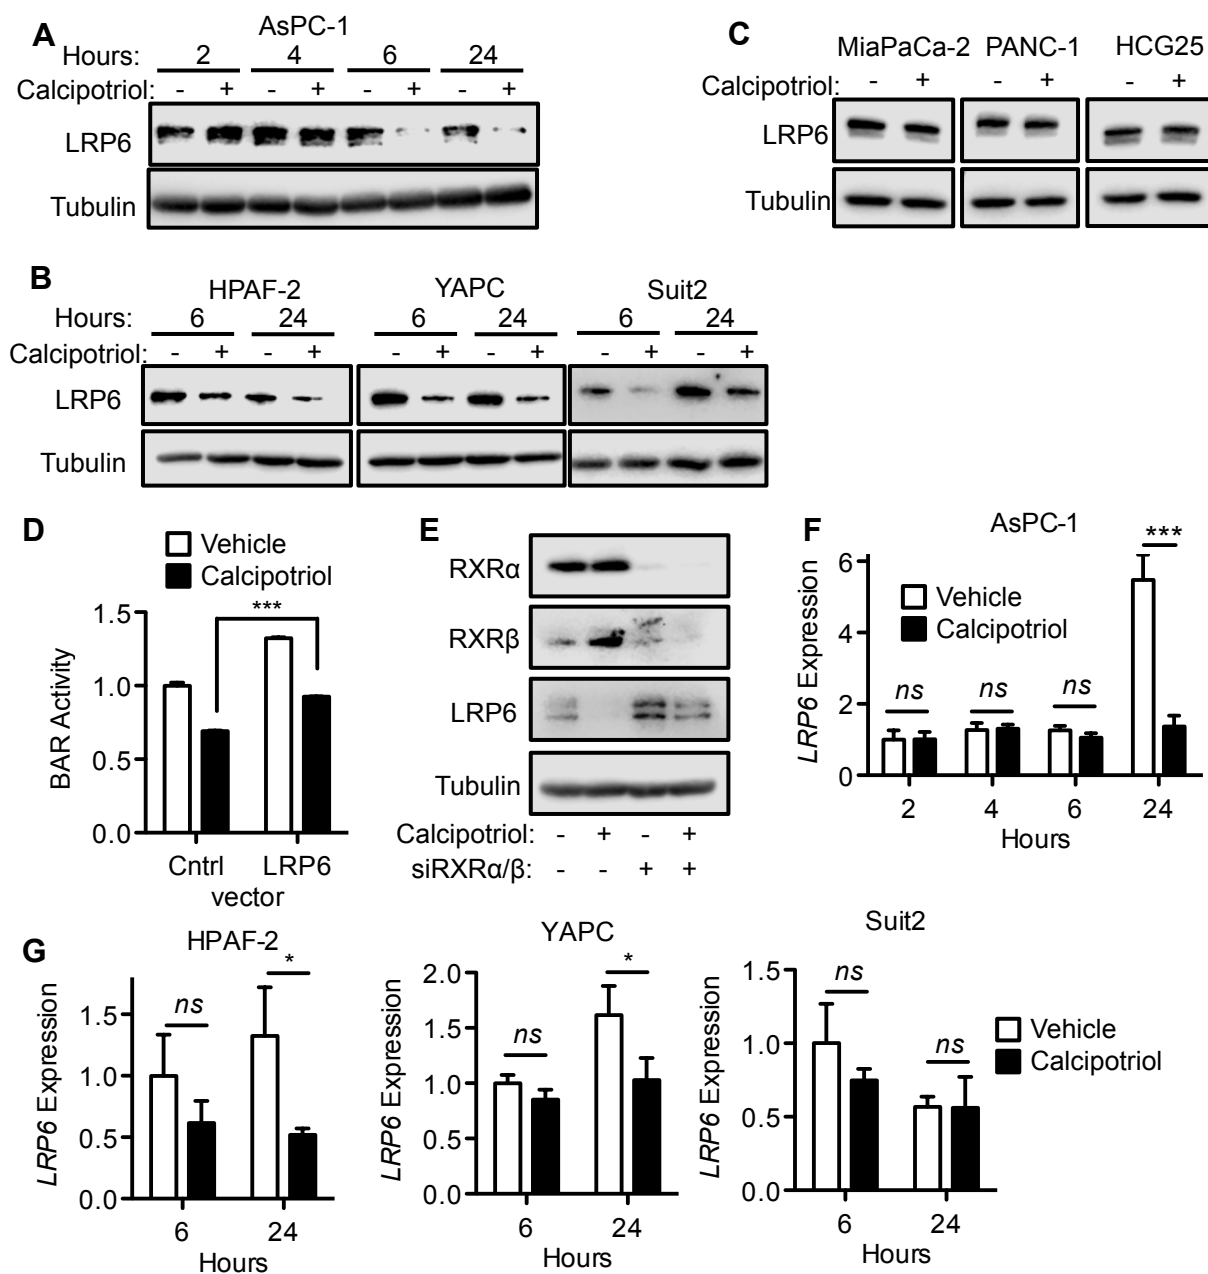 A
AsPC-1
Hours: 2 4 6 24
Calcipotriol: - + - + - + - +
LRP6
Tubulin
C
MiaPaCa-2 PANC-1 HCG25
Calcipotriol: - + - + - +
LRP6
Tubulin
B
HPAF-2 YAPC Suit2
Hours: 6 24 6 24 6 24
Calcipotriol: - + - + - + - + - + - +
LRP6
Tubulin
D
Vehicle
Calcipotriol
***
BAR Activity
1.5
1.0
0.5
0.0
Cntrl LRP6
vector
E
RXRα
RXRβ
LRP6
Tubulin
Calcipotriol: - + - +
siRXRα/β: - - + +
F
AsPC-1
***
Vehicle
Calcipotriol
LRP6 Expression
6
4
2
0
ns ns ns
2 4 6 24
Hours
G
HPAF-2
LRP6 Expression
1.5
1.0
0.5
0.0
ns *
6 24
Hours
YAPC
LRP6 Expression
2.0
1.5
1.0
0.5
0.0
ns *
6 24
Hours
Suit2
LRP6 Expression
1.5
1.0
0.5
0.0
ns ns
6 24
Hours
Vehicle
Calcipotriol